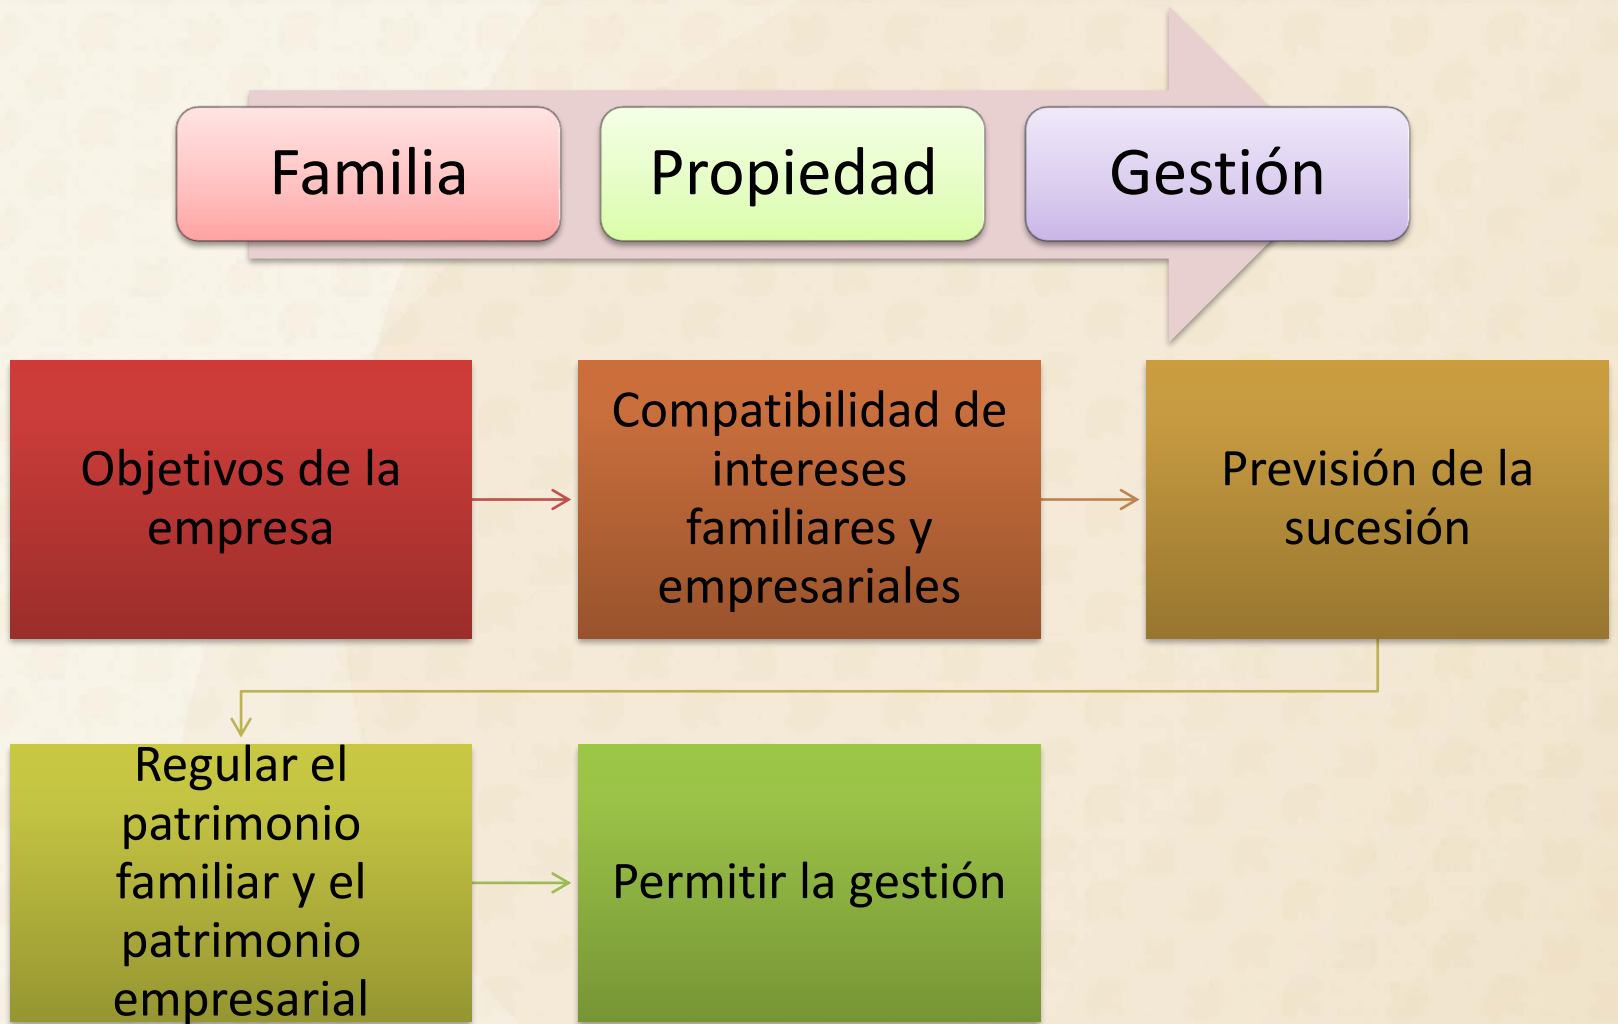 Familia
Propiedad
Gestión
Objetivos de la
empresa
Compatibilidad de
intereses
familiares y
empresariales
Previsión de la
sucesión
Regular el
patrimonio
familiar y el
patrimonio
empresarial
Permitir la gestión